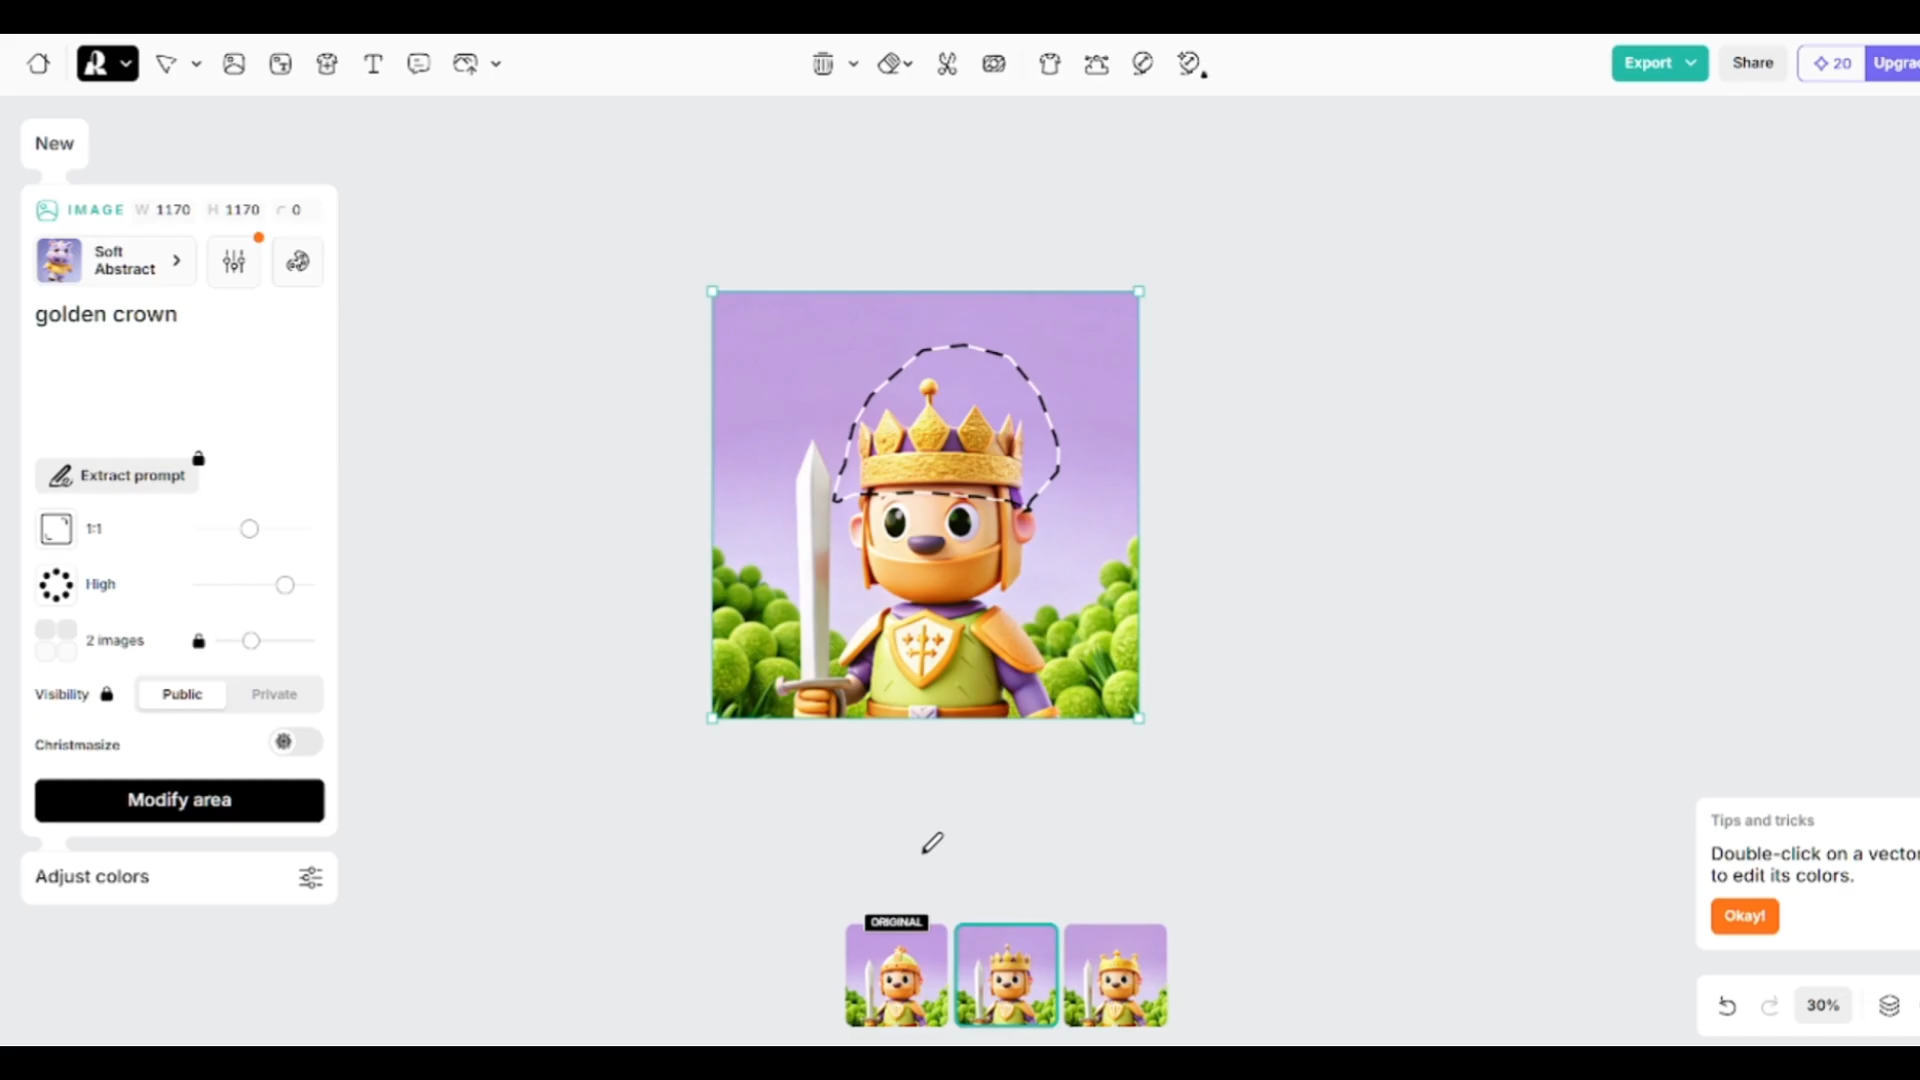 Export
Share
20
Upgrad
New
IMAGE W 1170 H 1170 0
Soft
Abstract
golden crown
Extract prompt
1:1
High
2 images
Visibility
Public
Private
Christmasize
Modify area
Adjust colors
ORIGINAL
Tips and tricks
Double-click on a vector
to edit its colors.
Okay!
30%